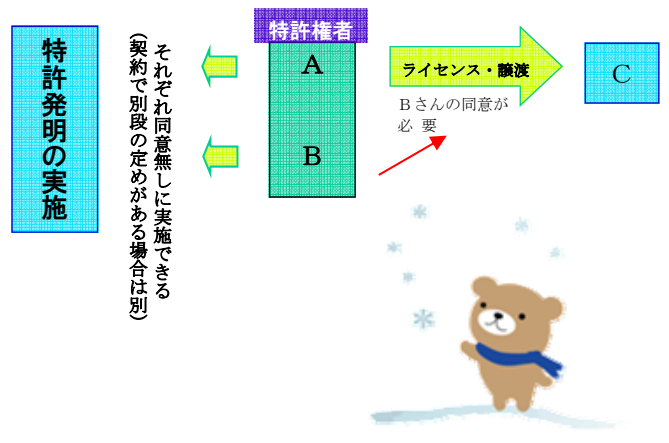 特許発明の実施
それぞれ同意無しに実施できる
(契約で別段の定めがある場合は別)
特許権者
A
B
ライセンス・譲渡
Bさんの同意が
必 要
C